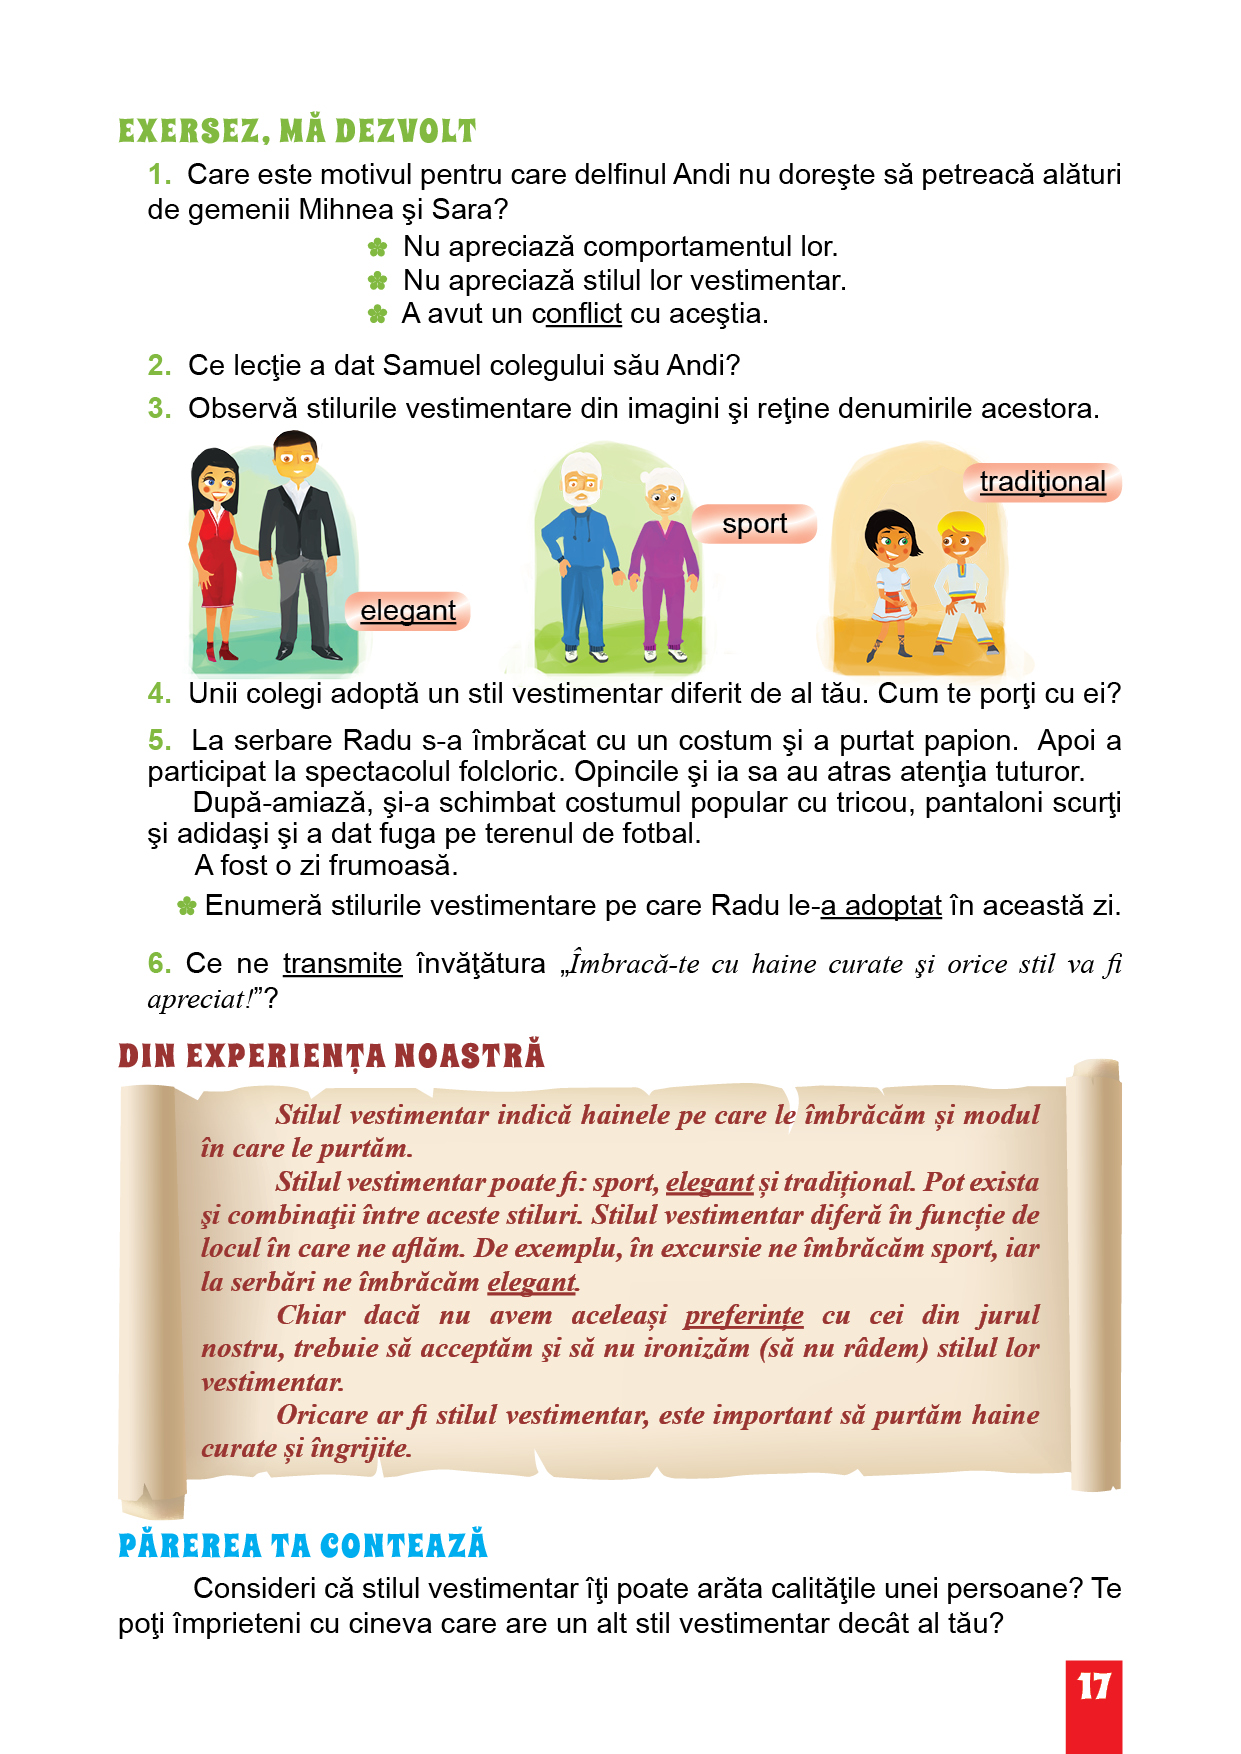 EXERSEZ, MĂ DEZVOLT
1. Care este motivul pentru care delfinul Andi nu doreşte să petreacă alături
de gemenii Mihnea şi Sara?
Nu apreciază comportamentul lor.
Nu apreciază stilul lor vestimentar.
A avut un conflict cu aceştia.
2. Ce lecţie a dat Samuel colegului său Andi?
3. Observă stilurile vestimentare din imagini şi reţine denumirile acestora.
tradiţional
sport
elegant
4. Unii colegi adoptă un stil vestimentar diferit de al tău. Cum te porţi cu ei?
5. La serbare Radu s-a îmbrăcat cu un costum şi a purtat papion. Apoi a
participat la spectacolul folcloric. Opincile şi ia sa au atras atenţia tuturor.
După-amiază, şi-a schimbat costumul popular cu tricou, pantaloni scurţi
şi adidaşi şi a dat fuga pe terenul de fotbal.
A fost o zi frumoasă.
Enumeră stilurile vestimentare pe care Radu le-a adoptat în această zi.
6. Ce ne transmite învăţătura „Îmbracă-te cu haine curate şi orice stil va fi
apreciat!”?
DIN EXPERIENȚA NOASTRĂ
Stilul vestimentar indică hainele pe care le îmbrăcăm și modul
în care le purtăm.
Stilul vestimentar poate fi: sport, elegant și tradițional. Pot exista
şi combinaţii între aceste stiluri. Stilul vestimentar diferă în funcție de
locul în care ne aflăm. De exemplu, în excursie ne îmbrăcăm sport, iar
la serbări ne îmbrăcăm elegant.
Chiar dacă nu avem aceleași preferințe cu cei din jurul
nostru, trebuie să acceptăm şi să nu ironizăm (să nu râdem) stilul lor
vestimentar.
Oricare ar fi stilul vestimentar, este important să purtăm haine
curate și îngrijite.
PĂREREA TA CONTEAZĂ
Consideri că stilul vestimentar îţi poate arăta calităţile unei persoane? Te
poţi împrieteni cu cineva care are un alt stil vestimentar decât al tău?
17